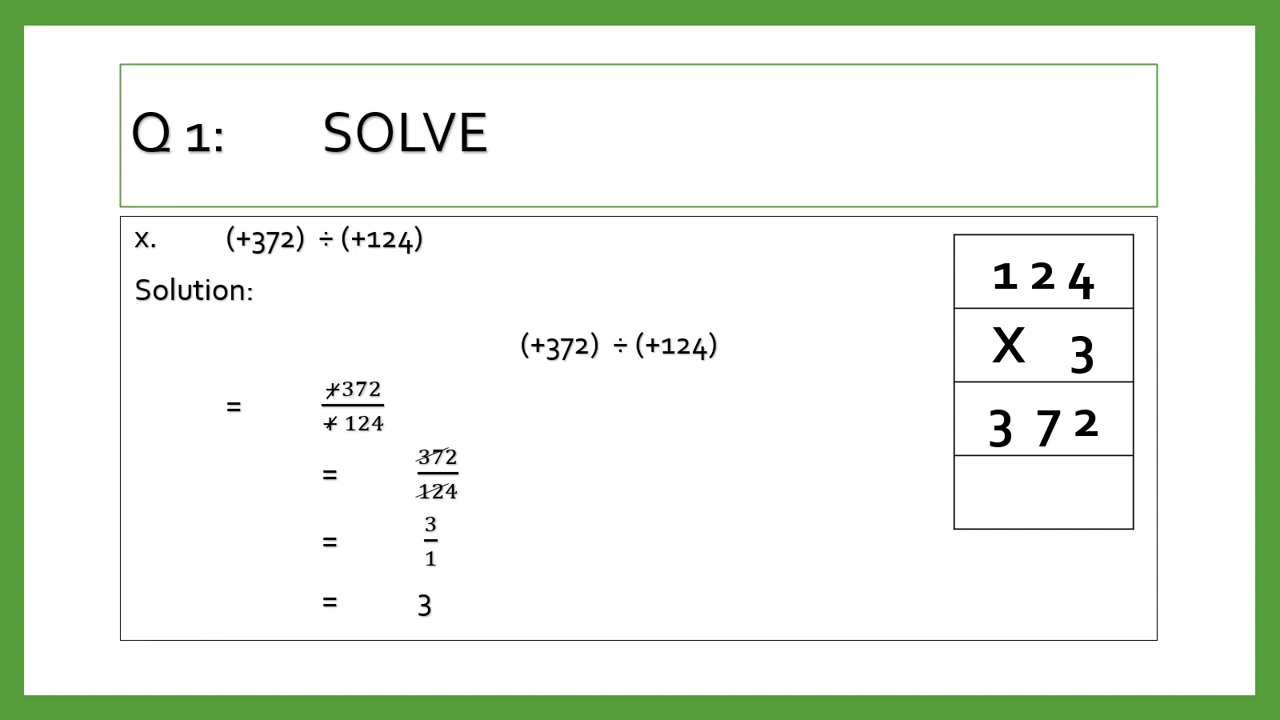 Q 1: SOLVE
x. (+372) ÷ (+124)
Solution:
(+372) ÷ (+124)
= +372 / + 124
= 372 / 124
= 3 / 1
= 3
1 2 4
X 3
3 7 2